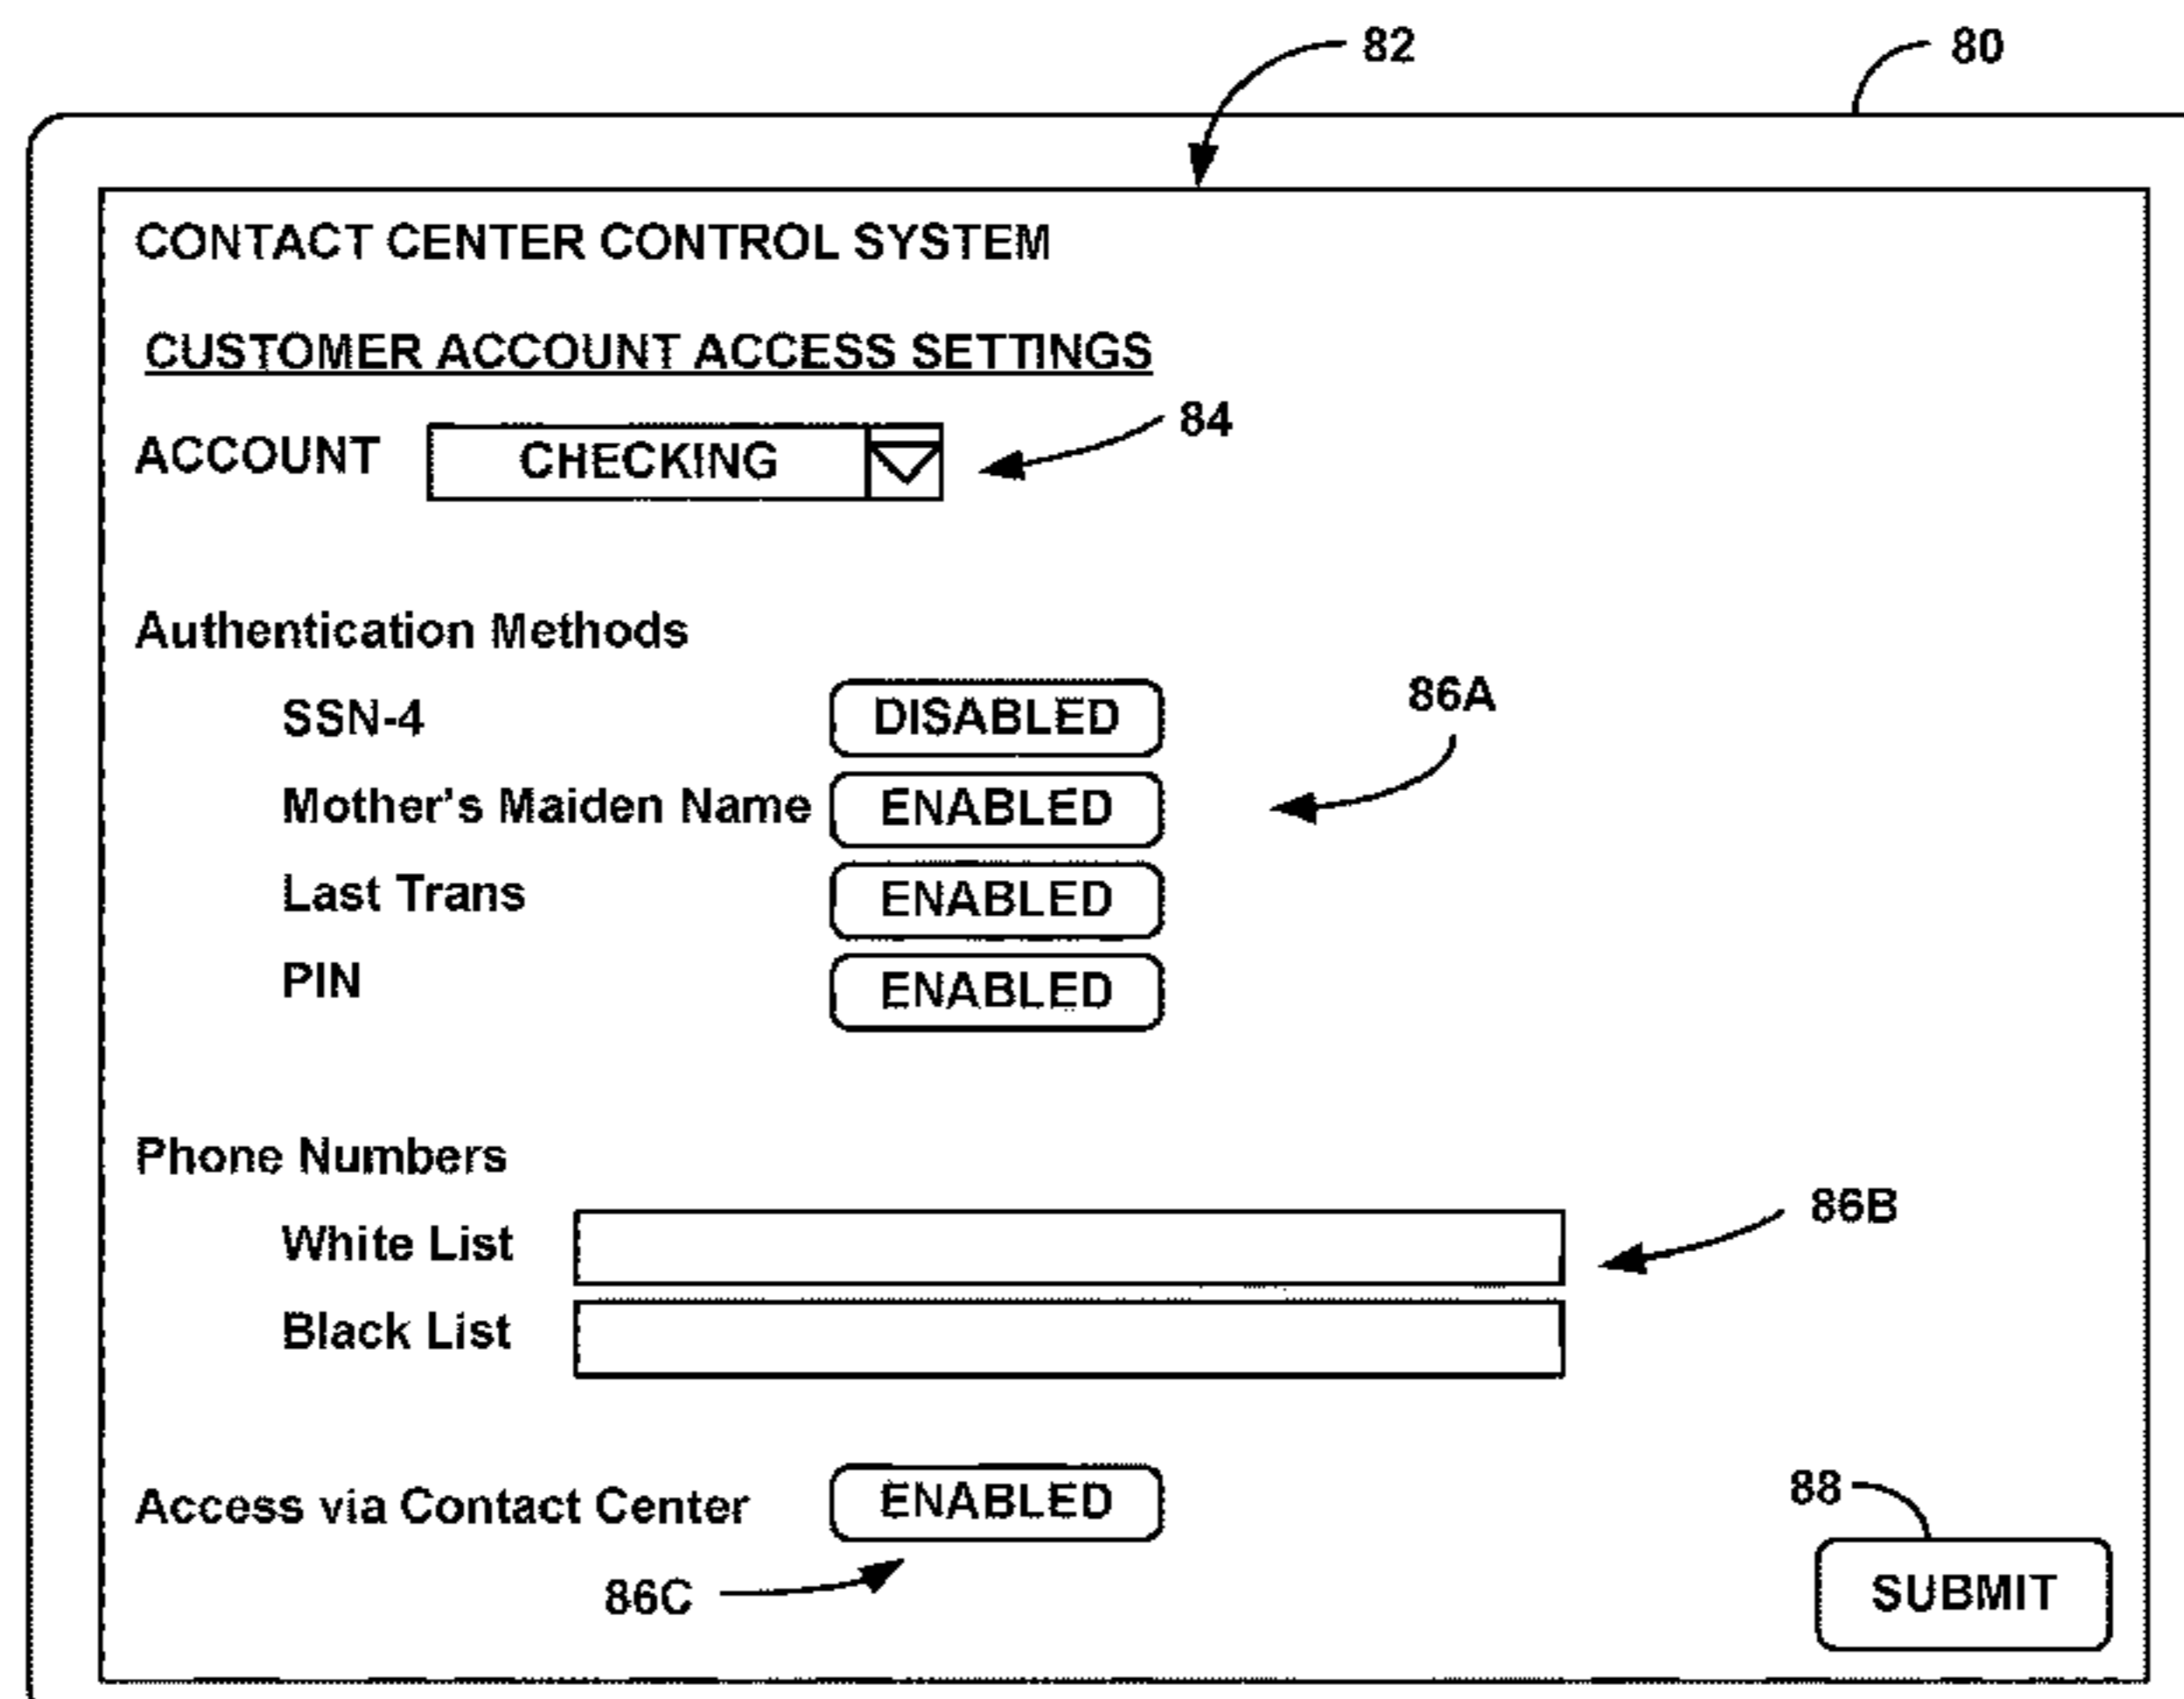 82
80
CONTACT CENTER CONTROL SYSTEM
CUSTOMER ACCOUNT ACCESS SETTINGS
ACCOUNT CHECKING 84
Authentication Methods
SSN-4 DISABLED 86A
Mother's Maiden Name ENABLED
Last Trans ENABLED
PIN ENABLED
Phone Numbers
White List 86B
Black List
Access via Contact Center ENABLED 88
86C SUBMIT